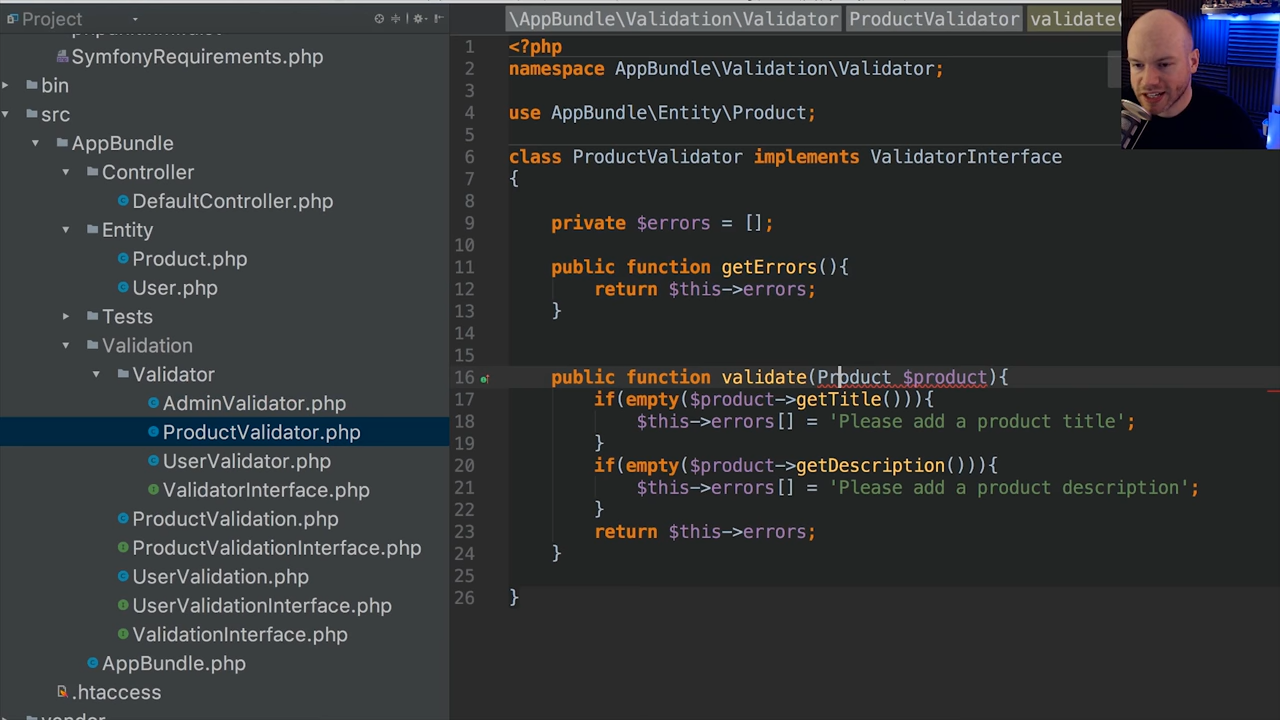 Project
SymfonyRequirements.php
bin
src
AppBundle
Controller
DefaultController.php
Entity
Product.php
User.php
Tests
Validation
Validator
AdminValidator.php
ProductValidator.php
UserValidator.php
ValidatorInterface.php
ProductValidation.php
ProductValidationInterface.php
UserValidation.php
UserValidationInterface.php
ValidationInterface.php
AppBundle.php
.htaccess
vendor
\AppBundle\Validation\Validator ProductValidator validate(
1 <?php
2 namespace AppBundle\Validation\Validator;
3
4 use AppBundle\Entity\Product;
5
6 class ProductValidator implements ValidatorInterface
7 {
8
9 private $errors = [];
10
11 public function getErrors(){
12 return $this->errors;
13 }
14
15
16 public function validate(Product $product){
17 if(empty($product->getTitle())){
18 $this->errors[] = 'Please add a product title';
19 }
20 if(empty($product->getDescription())){
21 $this->errors[] = 'Please add a product description';
22 }
23 return $this->errors;
24 }
25
26 }